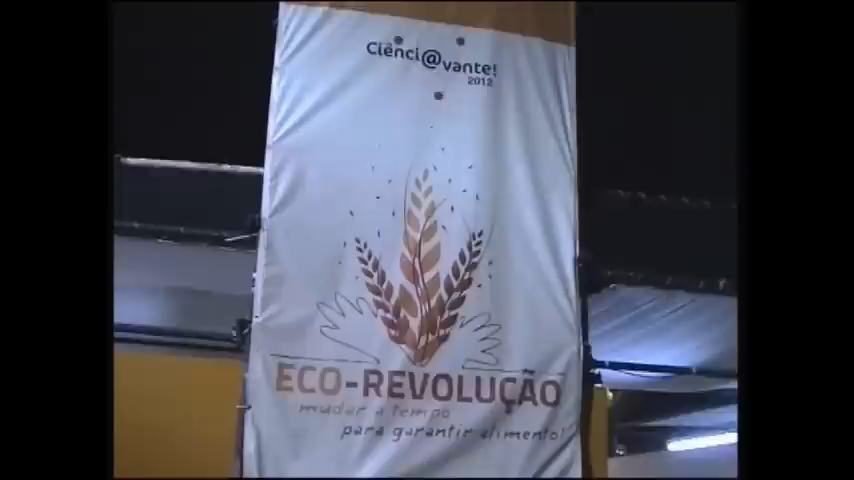 Ciênci@vante!
2012
ECO-REVOLUÇÃO
mudar a tempo
para garantir alimento!